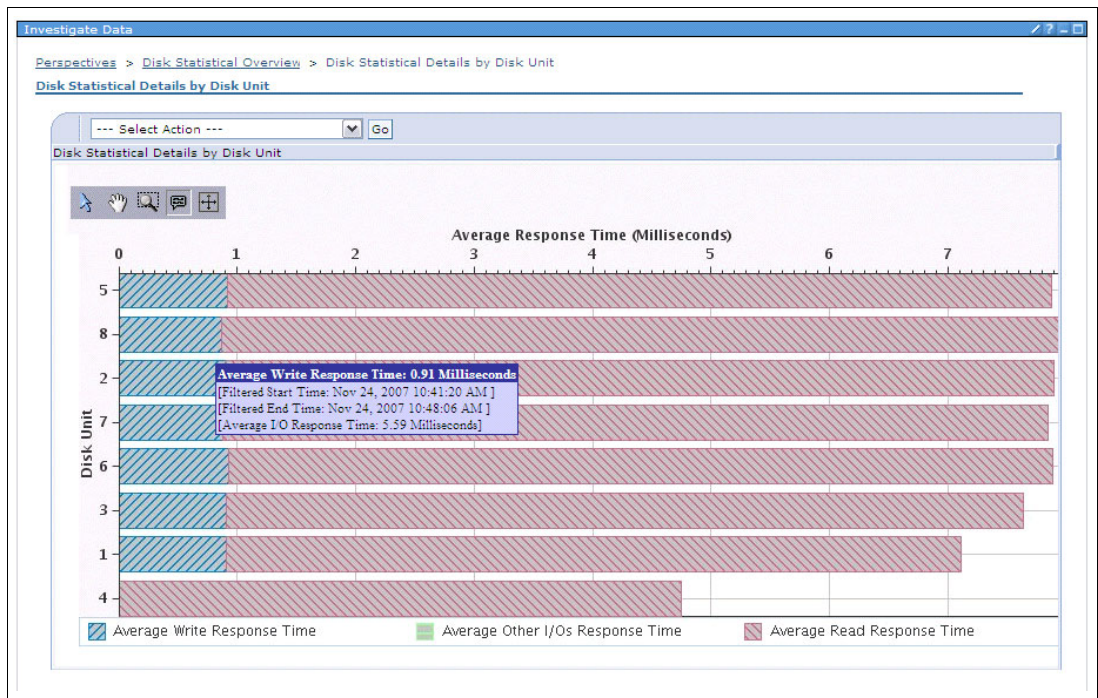 Investigate Data
Perspectives > Disk Statistical Overview > Disk Statistical Details by Disk Unit
Disk Statistical Details by Disk Unit
--- Select Action --- Go
Disk Statistical Details by Disk Unit
Average Response Time (Milliseconds)
0 1 2 3 4 5 6 7
Disk Unit
5
8
2
Average Write Response Time: 0.91 Milliseconds
[Filtered Start Time: Nov 24, 2007 10:41:20 AM ]
[Filtered End Time: Nov 24, 2007 10:48:06 AM ]
[Average I/O Response Time: 5.59 Milliseconds]
7
6
3
1
4
Average Write Response Time Average Other I/Os Response Time Average Read Response Time